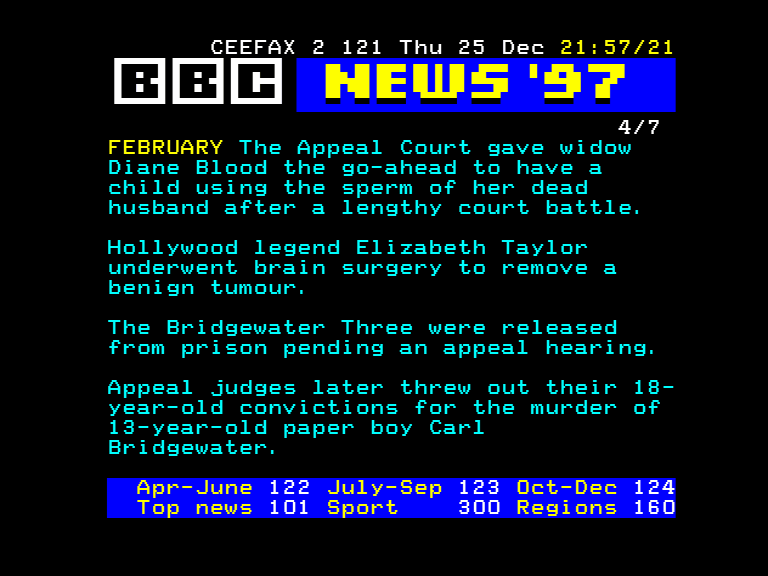 CEEFAX 2 121 Thu 25 Dec 21:57/21
BBC NEWS '97
4/7
FEBRUARY The Appeal Court gave widow
Diane Blood the go-ahead to have a
child using the sperm of her dead
husband after a lengthy court battle.
Hollywood legend Elizabeth Taylor
underwent brain surgery to remove a
benign tumour.
The Bridgewater Three were released
from prison pending an appeal hearing.
Appeal judges later threw out their 18-
year-old convictions for the murder of
13-year-old paper boy Carl
Bridgewater.
Apr-June 122 July-Sep 123 Oct-Dec 124
Top news 101 Sport 300 Regions 160